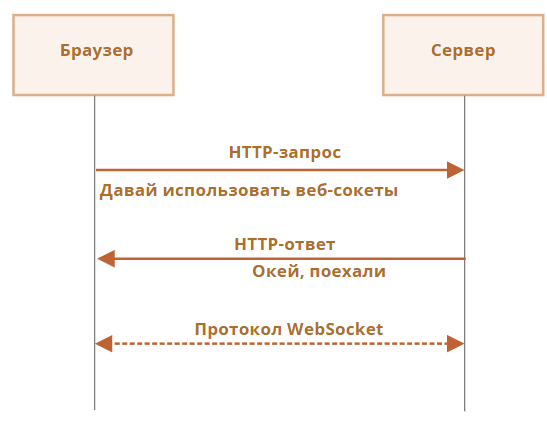 Браузер
Сервер
HTTP-запрос
Давай использовать веб-сокеты
HTTP-ответ
Окей, поехали
Протокол WebSocket